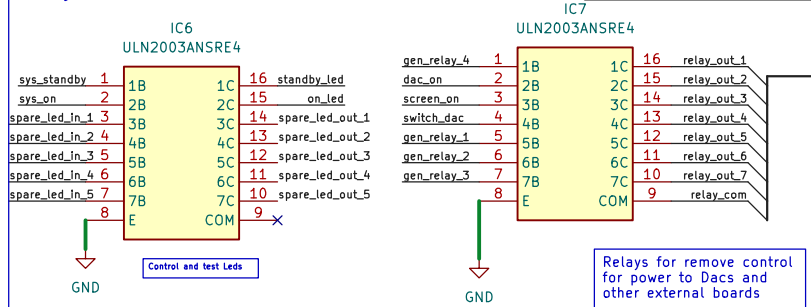 IC6
ULN2003ANSRE4
sys_standby 1 1B 1C 16 standby_led
sys_on 2 2B 2C 15 on_led
spare_led_in_1 3 3B 3C 14 spare_led_out_1
spare_led_in_2 4 4B 4C 13 spare_led_out_2
spare_led_in_3 5 5B 5C 12 spare_led_out_3
spare_led_in_4 6 6B 6C 11 spare_led_out_4
spare_led_in_5 7 7B 7C 10 spare_led_out_5
8 E COM 9
GND
Control and test Leds
IC7
ULN2003ANSRE4
gen_relay_4 1 1B 1C 16 relay_out_1
dac_on 2 2B 2C 15 relay_out_2
screen_on 3 3B 3C 14 relay_out_3
switch_dac 4 4B 4C 13 relay_out_4
gen_relay_1 5 5B 5C 12 relay_out_5
gen_relay_2 6 6B 6C 11 relay_out_6
gen_relay_3 7 7B 7C 10 relay_out_7
8 E COM 9 relay_com
GND
Relays for remove control
for power to Dacs and
other external boards